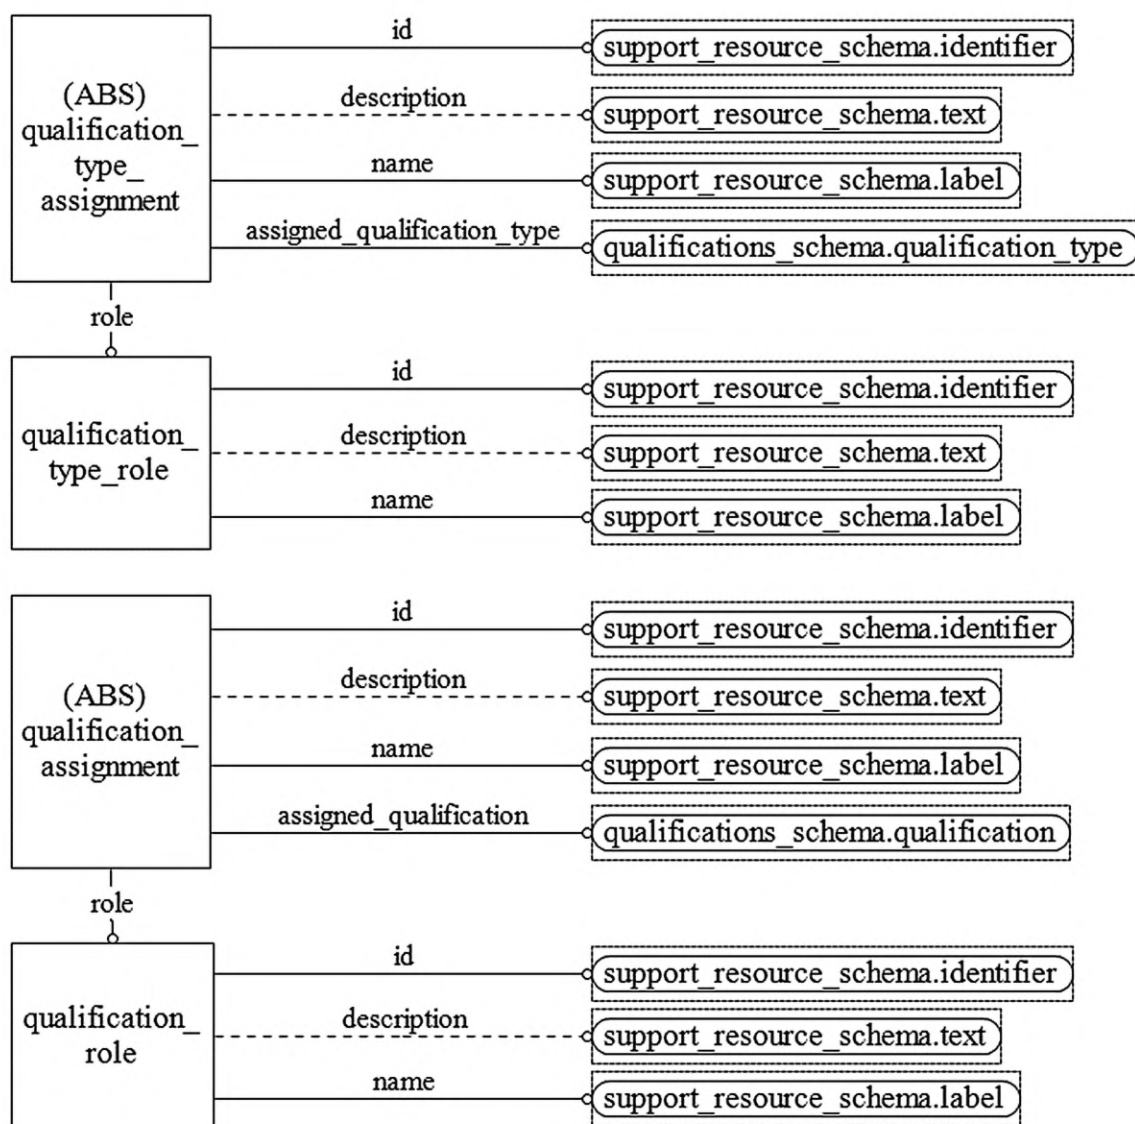 id
support_resource_schema.identifier
(ABS)
qualification_
type_
assignment
description
support_resource_schema.text
name
support_resource_schema.label
assigned_qualification_type
qualifications_schema.qualification_type
role
qualification_
type_role
id
support_resource_schema.identifier
description
support_resource_schema.text
name
support_resource_schema.label
(ABS)
qualification_
assignment
id
support_resource_schema.identifier
description
support_resource_schema.text
name
support_resource_schema.label
assigned_qualification
qualifications_schema.qualification
role
qualification_
role
id
support_resource_schema.identifier
description
support_resource_schema.text
name
support_resource_schema.label